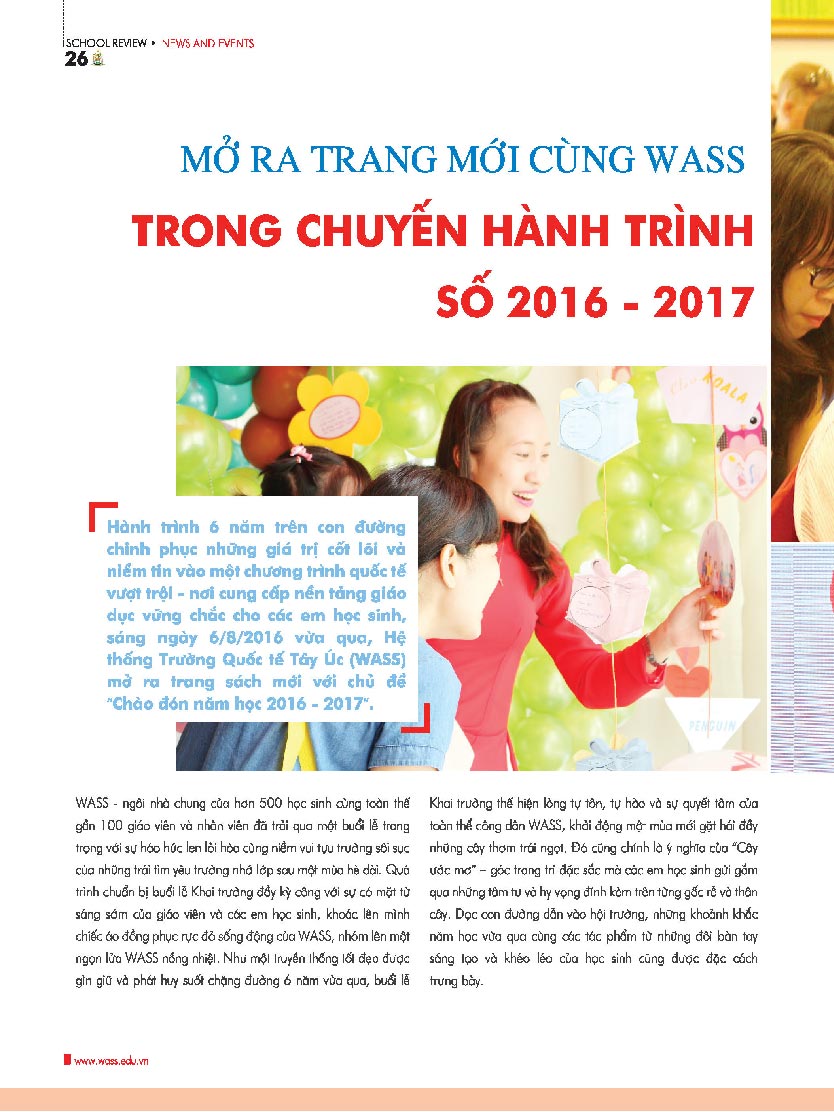 SCHOOL REVIEW • NEWS AND EVENTS
26
MỞ RA TRANG MỚI CÙNG WASS
TRONG CHUYẾN HÀNH TRÌNH
SỐ 2016 - 2017
Class KOALA
PENGUIN
Hành trình 6 năm trên con đường
chinh phục những giá trị cốt lõi và
niềm tin vào một chương trình quốc tế
vượt trội - nơi cung cấp nền tảng giáo
dục vững chắc cho các em học sinh,
sáng ngày 6/8/2016 vừa qua, Hệ
thống Trường Quốc tế Tây Úc (WASS)
mở ra trang sách mới với chủ đề
"Chào đón năm học 2016 - 2017".
WASS - ngôi nhà chung của hơn 500 học sinh cùng toàn thể
gần 100 giáo viên và nhân viên đã trải qua một buổi lễ trang
trọng với sự háo hức len lỏi hòa cùng niềm vui tựu trường sôi sục
của những trái tim yêu trường nhớ lớp sau một mùa hè dài. Quá
trình chuẩn bị buổi lễ Khai trường đầy kỳ công với sự có mặt từ
sáng sớm của giáo viên và các em học sinh, khoác lên mình
chiếc áo đồng phục rực đỏ sống động của WASS, nhóm lên một
ngọn lửa WASS nồng nhiệt. Như một truyền thống tốt đẹp được
gìn giữ và phát huy suốt chặng đường 6 năm vừa qua, buổi lễ
Khai trường thể hiện lòng tự tôn, tự hào và sự quyết tâm của
toàn thể công dân WASS, khởi động một mùa mới gặt hái đầy
những cây thơm trái ngọt. Đó cũng chính là ý nghĩa của "Cây
ước mơ" – góc trang trí đặc sắc mà các em học sinh gửi gắm
qua những tâm tư và hy vọng đính kèm trên từng gốc rễ và thân
cây. Dọc con đường dẫn vào hội trường, những khoảnh khắc
năm học vừa qua cùng các tác phẩm từ những đôi bàn tay
sáng tạo và khéo léo của học sinh cũng được đặc cách
trưng bày.
www.wass.edu.vn